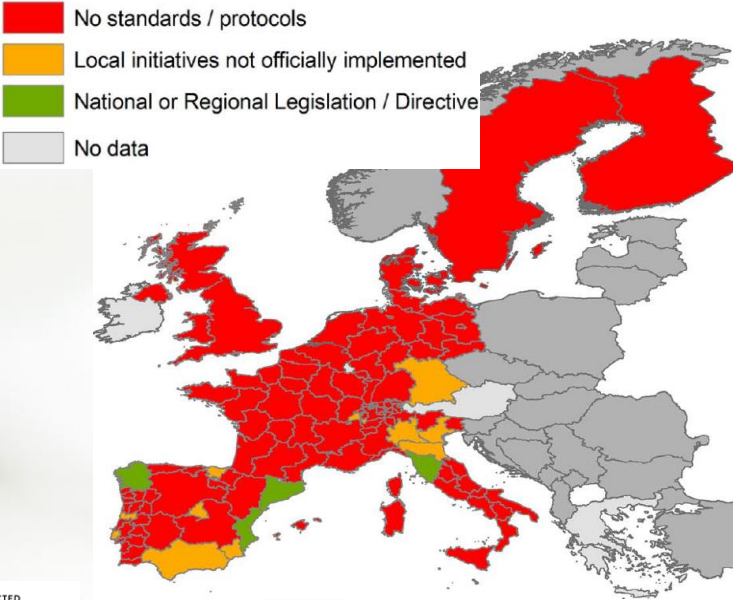 No standards / protocols
Local initiatives not officially implemented
National or Regional Legislation / Directive
No data